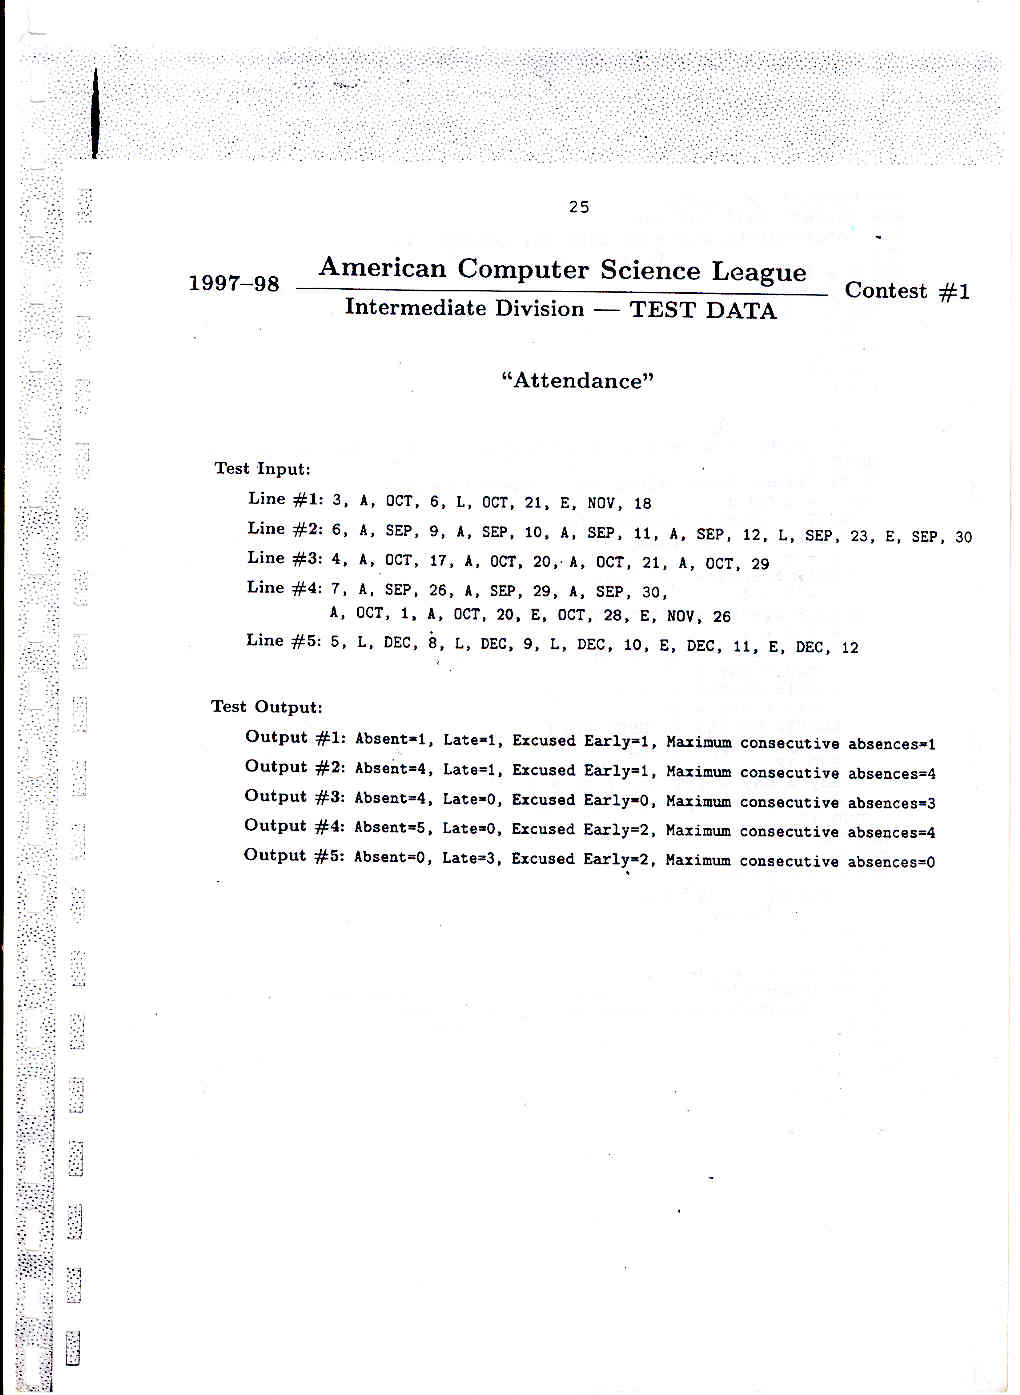 25
1997–98 American Computer Science League Contest #1
Intermediate Division — TEST DATA
“Attendance”
Test Input:
Line #1: 3, A, OCT, 6, L, OCT, 21, E, NOV, 18
Line #2: 6, A, SEP, 9, A, SEP, 10, A, SEP, 11, A, SEP, 12, L, SEP, 23, E, SEP, 30
Line #3: 4, A, OCT, 17, A, OCT, 20, A, OCT, 21, A, OCT, 29
Line #4: 7, A, SEP, 26, A, SEP, 29, A, SEP, 30,
A, OCT, 1, A, OCT, 20, E, OCT, 28, E, NOV, 26
Line #5: 5, L, DEC, 8, L, DEC, 9, L, DEC, 10, E, DEC, 11, E, DEC, 12
Test Output:
Output #1: Absent=1, Late=1, Excused Early=1, Maximum consecutive absences=1
Output #2: Absent=4, Late=1, Excused Early=1, Maximum consecutive absences=4
Output #3: Absent=4, Late=0, Excused Early=0, Maximum consecutive absences=3
Output #4: Absent=5, Late=0, Excused Early=2, Maximum consecutive absences=4
Output #5: Absent=0, Late=3, Excused Early=2, Maximum consecutive absences=0